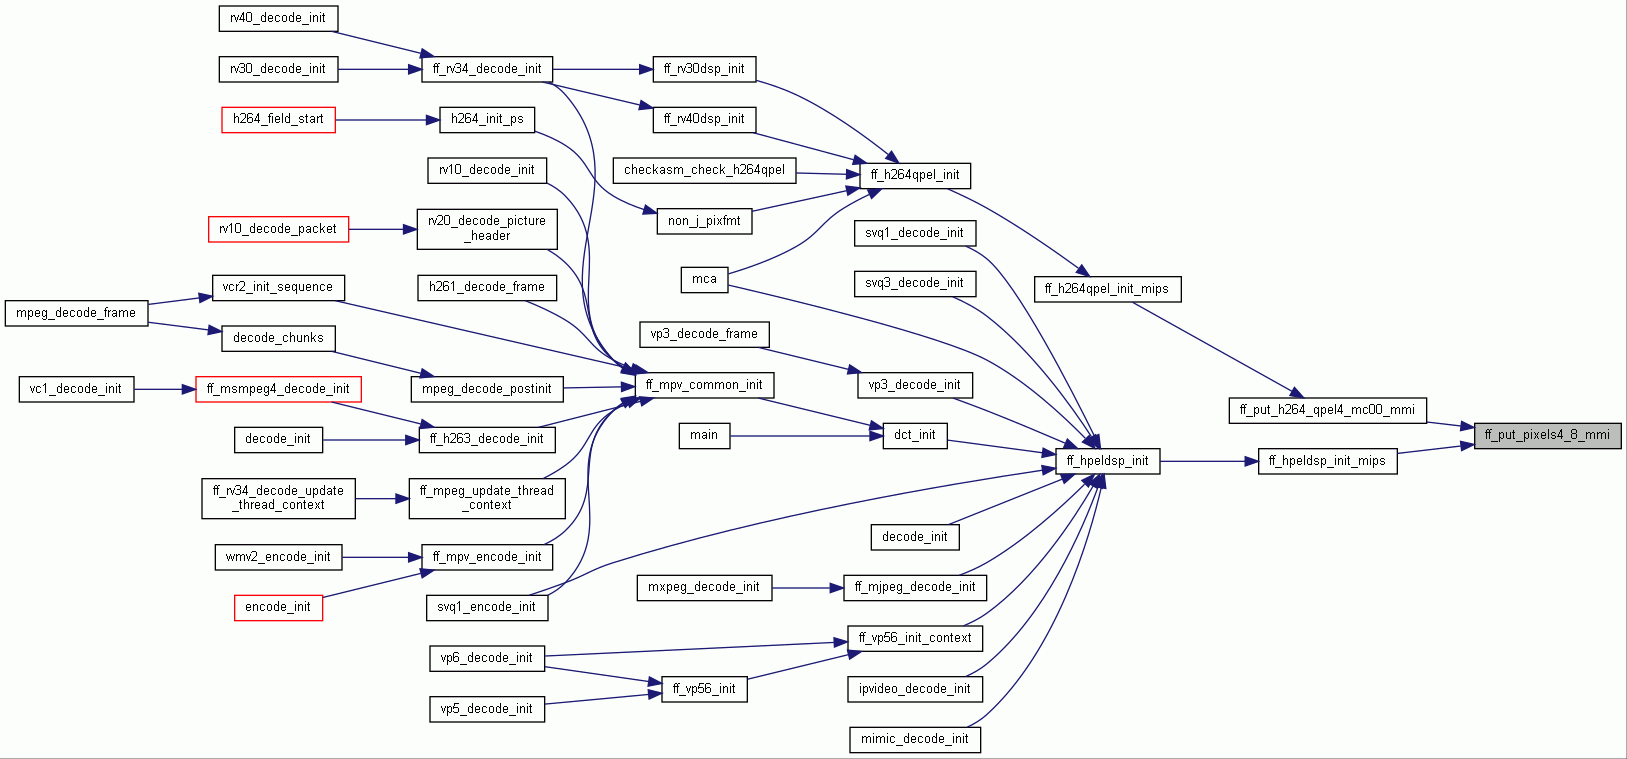 rv40_decode_init
rv30_decode_init
ff_rv34_decode_init
ff_rv30dsp_init
h264_field_start
h264_init_ps
ff_rv40dsp_init
rv10_decode_init
checkasm_check_h264qpel
ff_h264qpel_init
rv10_decode_packet
rv20_decode_picture
_header
non_j_pixfmt
svq1_decode_init
mca
svq3_decode_init
ff_h264qpel_init_mips
vcr2_init_sequence
h261_decode_frame
mpeg_decode_frame
decode_chunks
vp3_decode_frame
vc1_decode_init
ff_msmpeg4_decode_init
mpeg_decode_postinit
ff_mpv_common_init
vp3_decode_init
ff_put_h264_qpel4_mc00_mmi
decode_init
ff_h263_decode_init
main
dct_init
ff_put_pixels4_8_mmi
ff_hpeldsp_init
ff_hpeldsp_init_mips
ff_rv34_decode_update
_thread_context
ff_mpeg_update_thread
_context
decode_init
wmv2_encode_init
ff_mpv_encode_init
mxpeg_decode_init
ff_mjpeg_decode_init
encode_init
svq1_encode_init
ff_vp56_init_context
vp6_decode_init
ff_vp56_init
ipvideo_decode_init
vp5_decode_init
mimic_decode_init